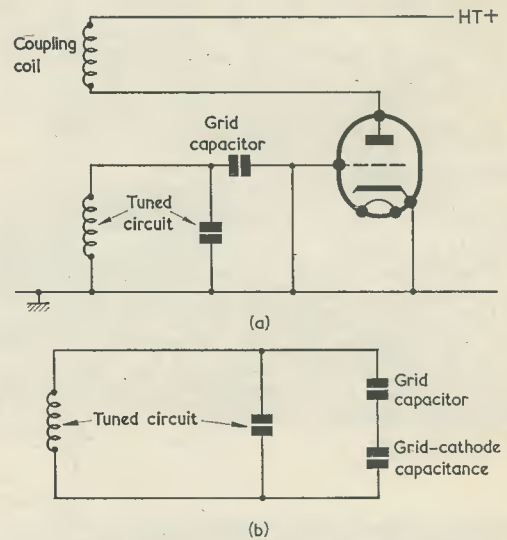 HT+
Coupling
coil
Grid
capacitor
Tuned
circuit
(a)
Tuned circuit
Grid
capacitor
Grid-cathode
capacitance
(b)